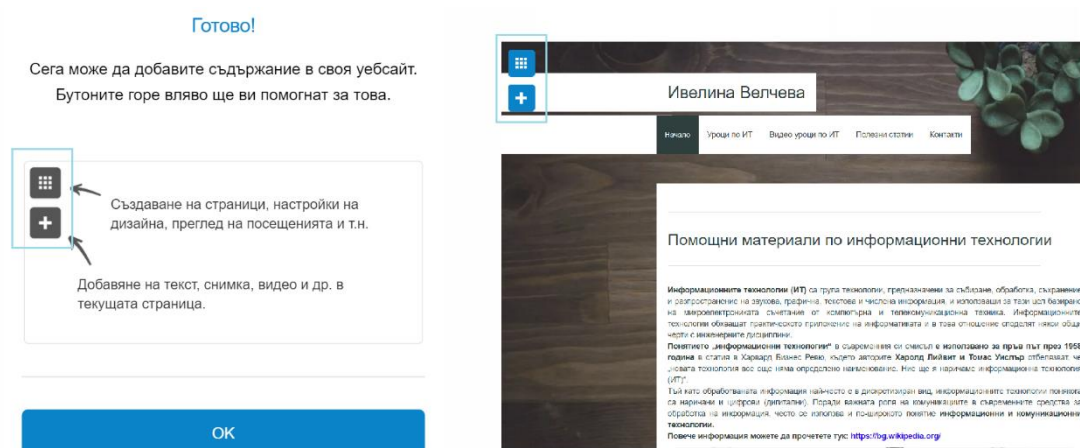 Готово!
Сега може да добавите съдържание в своя уебсайт.
Бутоните горе вляво ще ви помогнат за това.
Създаване на страници, настройки на
дизайна, преглед на посещенията и т.н.
Добавяне на текст, снимка, видео и др. в
текущата страница.
OK
Ивелина Велчева
Начало Уроци по ИТ Видео уроци по ИТ Полезни статии Контакти
Помощни материали по информационни технологии
Информационните технологии (ИТ) са група технологии, предназначени за събиране, обработка, съхранение
и разпространение на звукова, графична, текстова и числена информация, и използващи за тази цел базирано
на микроелектрониката съчетание от компютърна и телекомуникационна техника. Информационните
технологии обхващат практическото приложение на информатиката и в това отношение споделят някои общи
черти с инженерните дисциплини.
Понятието „информационни технологии" в съвременния си смисъл е използвано за пръв път през 1958
година в статия в Харвард Бизнес Ревю, където авторите Харолд Лийвит и Томас Уислър отбелязват, че
„новата технология все още няма определено наименование. Ние ще я наричаме информационна технология
(ИТ)".
Тъй като обработваната информация най-често е в дискретизиран вид, информационните технологии понякога
са наричани и цифрови (дигитални). Поради важната роля на комуникациите в съвременните средства за
обработка на информация, често се използва и по-широкото понятие информационни и комуникационни
технологии.
Повече информация можете да прочетете тук: https://bg.wikipedia.org/